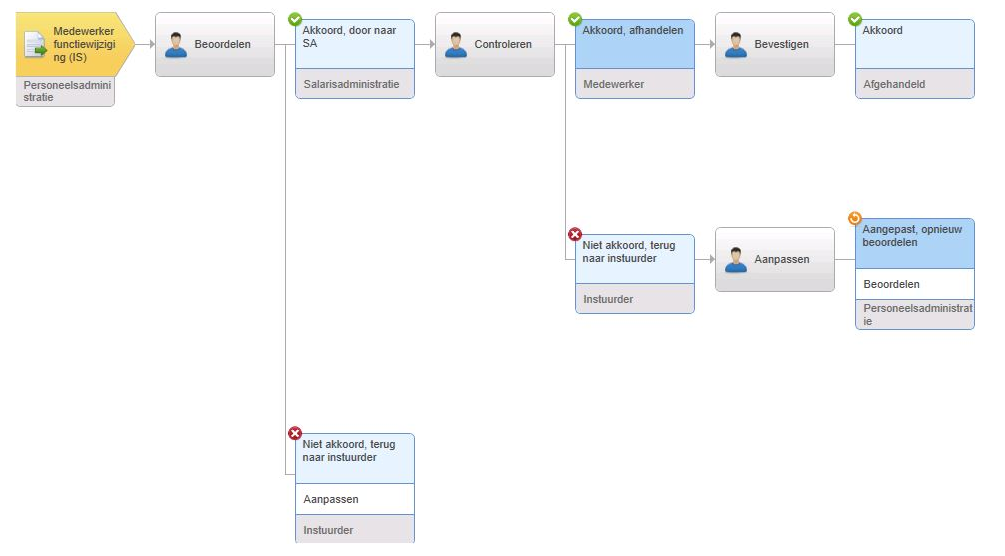 Medewerker
functiewijzigi
ng (IS)
Personeelsadmini
stratie
Beoordelen
Akkoord, door naar
SA
Salarisadministratie
Controleren
Akkoord, afhandelen
Medewerker
Bevestigen
Akkoord
Afgehandeld
Niet akkoord, terug
naar instuurder
Instuurder
Aanpassen
Aangepast, opnieuw
beoordelen
Beoordelen
Personeelsadministrat
ie
Niet akkoord, terug
naar instuurder
Aanpassen
Instuurder